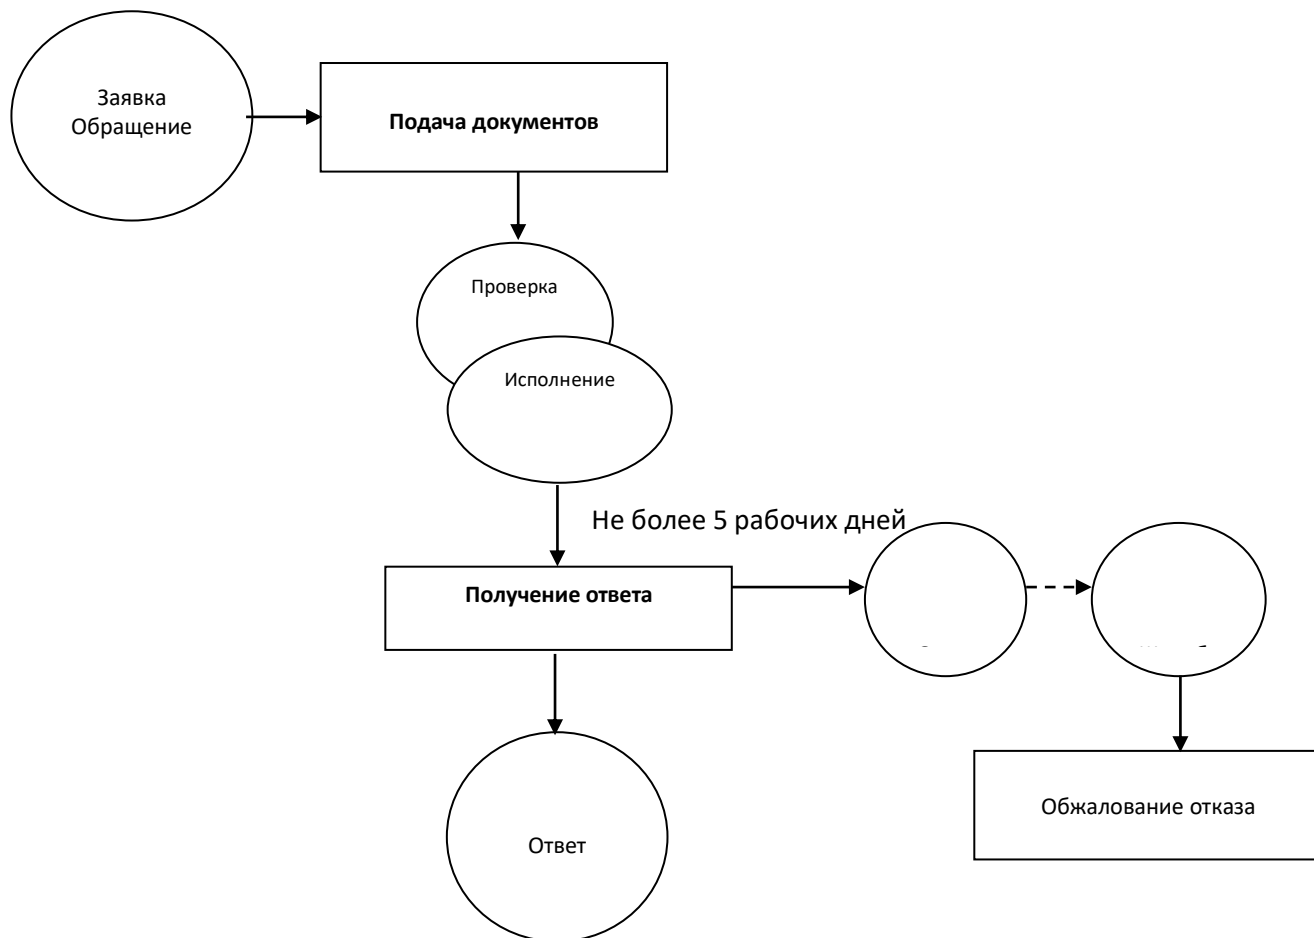 Заявка
Обращение
Подача документов
Проверка
Исполнение
Не более 5 рабочих дней
Получение ответа
Обжалование отказа
Ответ